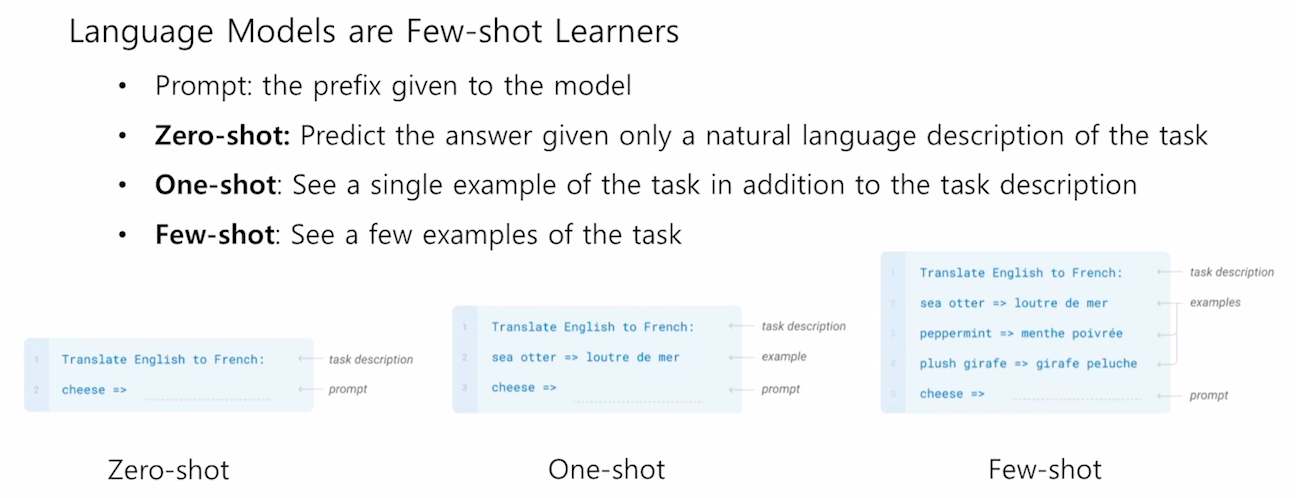 Language Models are Few-shot Learners
• Prompt: the prefix given to the model
• Zero-shot: Predict the answer given only a natural language description of the task
• One-shot: See a single example of the task in addition to the task description
• Few-shot: See a few examples of the task
1 Translate English to French: task description
2 cheese => prompt
Zero-shot
1 Translate English to French: task description
2 sea otter => loutre de mer example
3 cheese => prompt
One-shot
1 Translate English to French: task description
2 sea otter => loutre de mer examples
3 peppermint => menthe poivrée
4 plush girafe => girafe peluche
5 cheese => prompt
Few-shot